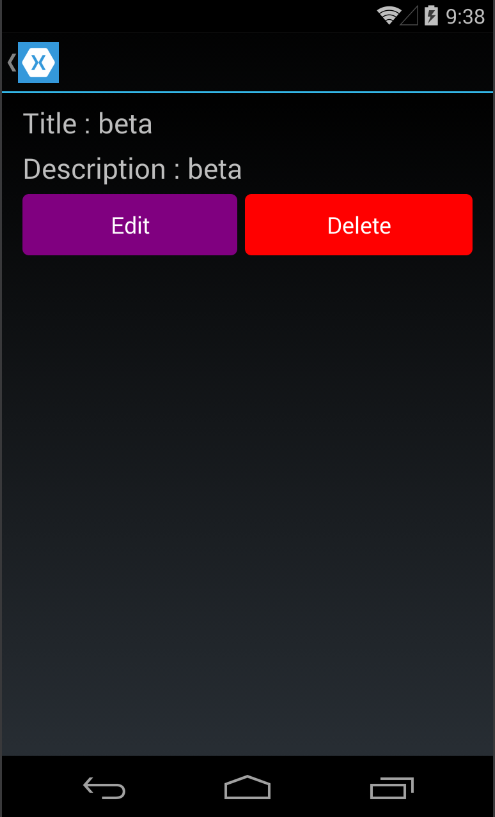 9:38
Title : beta
Description : beta
Edit
Delete